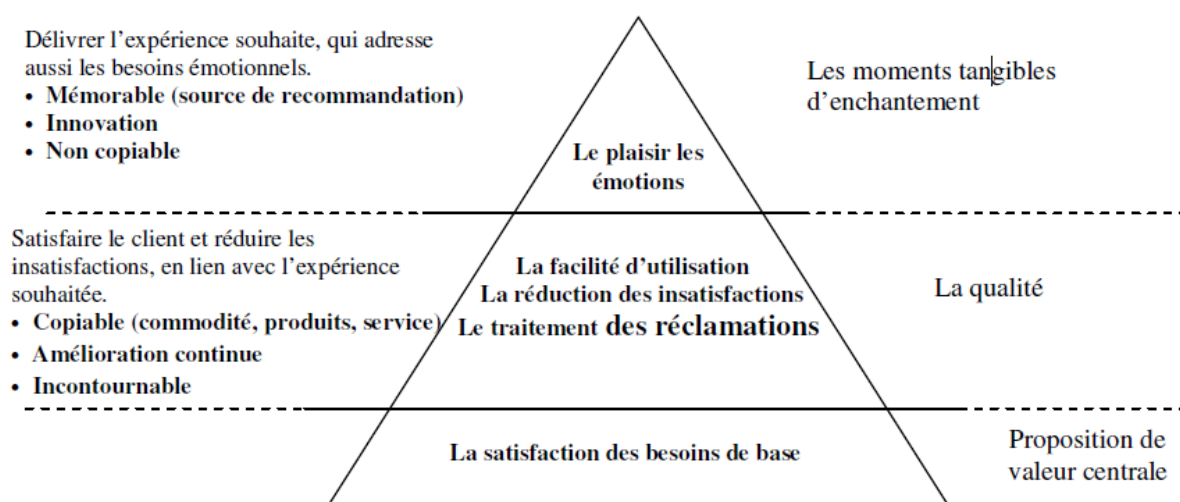 Délivrer l'expérience souhaite, qui adresse
aussi les besoins émotionnels.
• Mémorable (source de recommandation)
• Innovation
• Non copiable
Le plaisir les
émotions
Les moments tangibles
d'enchantement
Satisfaire le client et réduire les
insatisfactions, en lien avec l'expérience
souhaitée.
• Copiable (commodité, produits, service)
• Amélioration continue
• Incontournable
La facilité d'utilisation
La réduction des insatisfactions
Le traitement des réclamations
La qualité
La satisfaction des besoins de base
Proposition de
valeur centrale